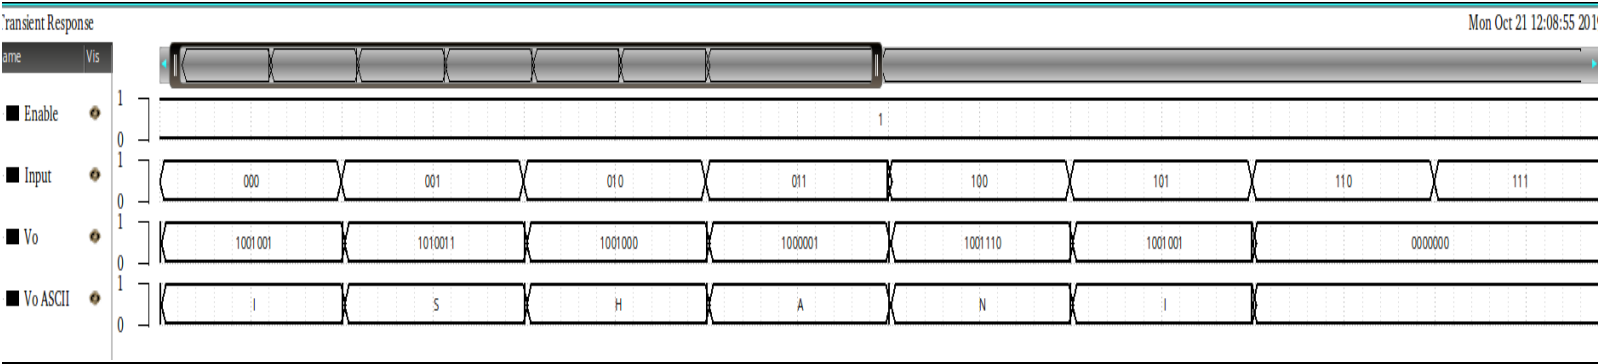 Transient Response
Mon Oct 21 12:08:55 201
ame Vis
Enable 1 0 1
Input 1 0 000 001 010 011 100 101 110 111
Vo 1 0 1001001 1010011 1001000 1000001 1001110 1001001 0000000
Vo ASCII 1 0 I S H A N I